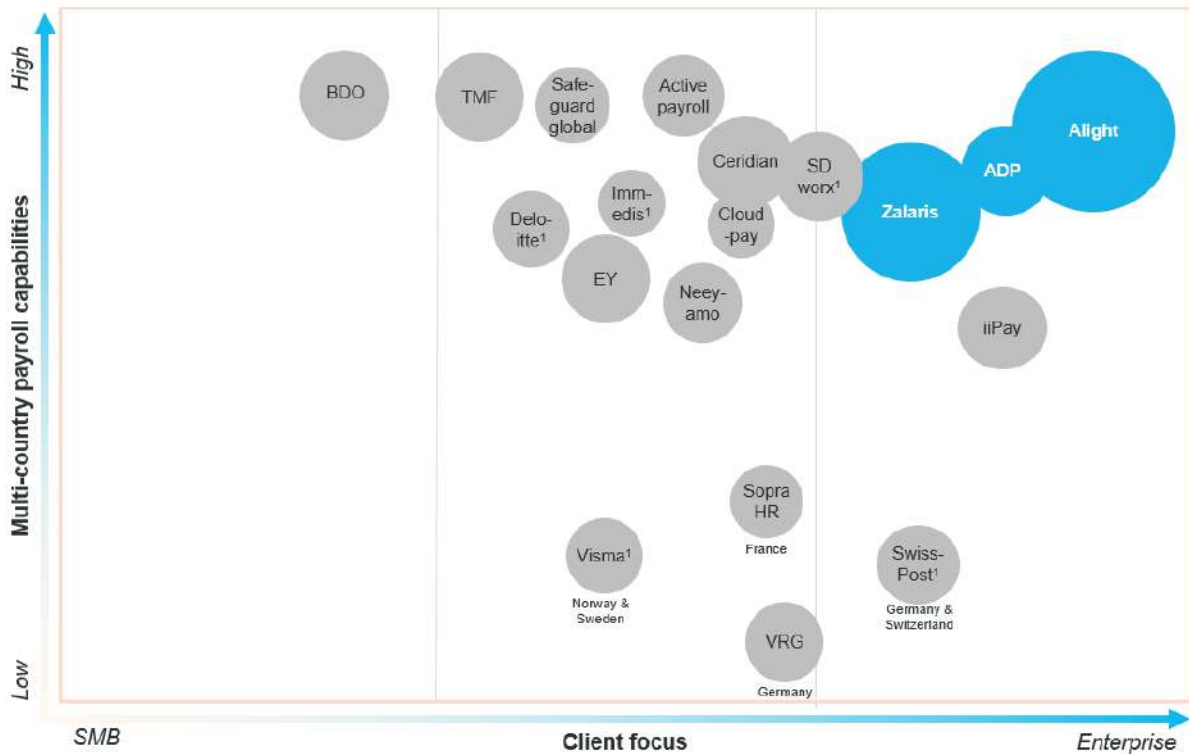 High
BDO
TMF
Safe-
guard
global
Active
payroll
Alight
Ceridian
SD
worx¹
ADP
Imm-
edis¹
Zalaris
Delo-
itte¹
Cloud
-pay
EY
Neey-
amo
iiPay
Multi-country payroll capabilities
Sopra
HR
France
Visma¹
Norway &
Sweden
Swiss-
Post¹
Germany &
Switzerland
VRG
Germany
Low
SMB
Client focus
Enterprise